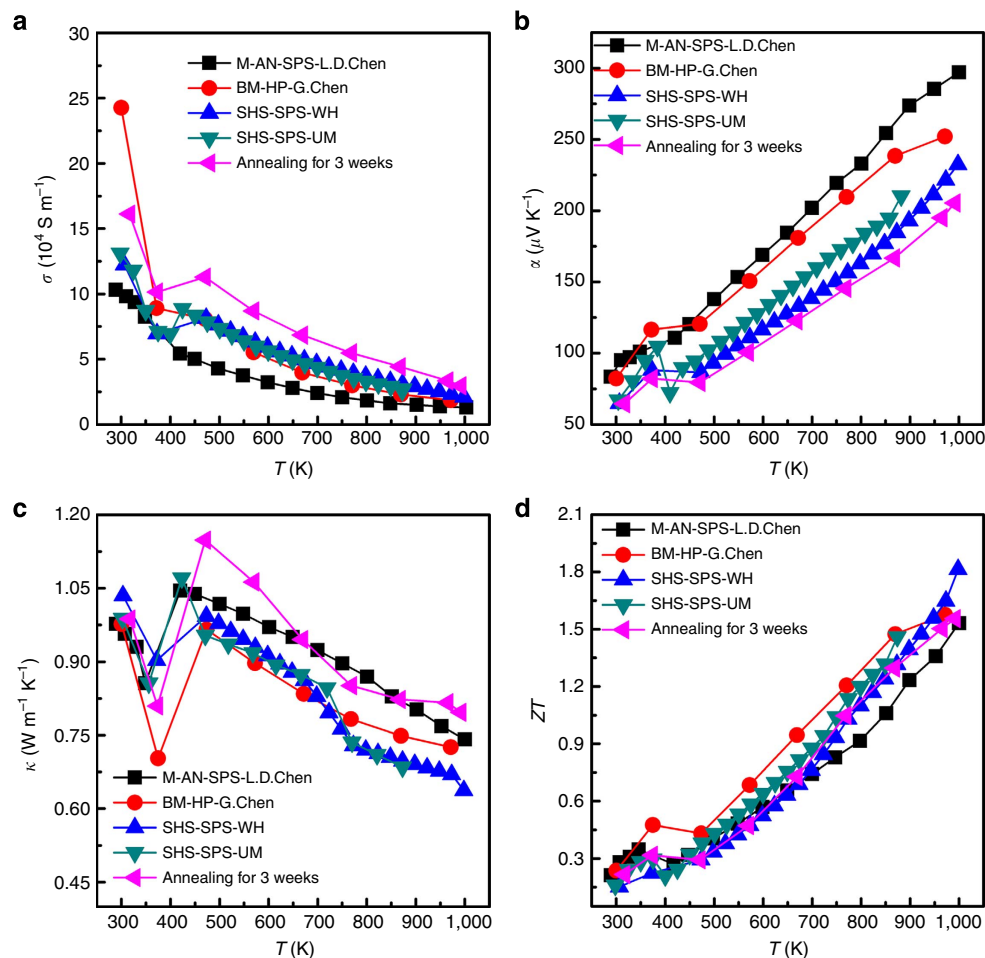 a
30
25
20
15
10
5
0
σ (10⁴ S m⁻¹)
M-AN-SPS-L.D.Chen
BM-HP-G.Chen
SHS-SPS-WH
SHS-SPS-UM
Annealing for 3 weeks
300 400 500 600 700 800 900 1,000
T (K)
b
300
250
200
150
100
50
α (μV K⁻¹)
M-AN-SPS-L.D.Chen
BM-HP-G.Chen
SHS-SPS-WH
SHS-SPS-UM
Annealing for 3 weeks
300 400 500 600 700 800 900 1,000
T (K)
c
1.20
1.05
0.90
0.75
0.60
0.45
κ (W m⁻¹ K⁻¹)
M-AN-SPS-L.D.Chen
BM-HP-G.Chen
SHS-SPS-WH
SHS-SPS-UM
Annealing for 3 weeks
300 400 500 600 700 800 900 1,000
T (K)
d
2.1
1.8
1.5
1.2
0.9
0.6
0.3
ZT
M-AN-SPS-L.D.Chen
BM-HP-G.Chen
SHS-SPS-WH
SHS-SPS-UM
Annealing for 3 weeks
300 400 500 600 700 800 900 1,000
T (K)